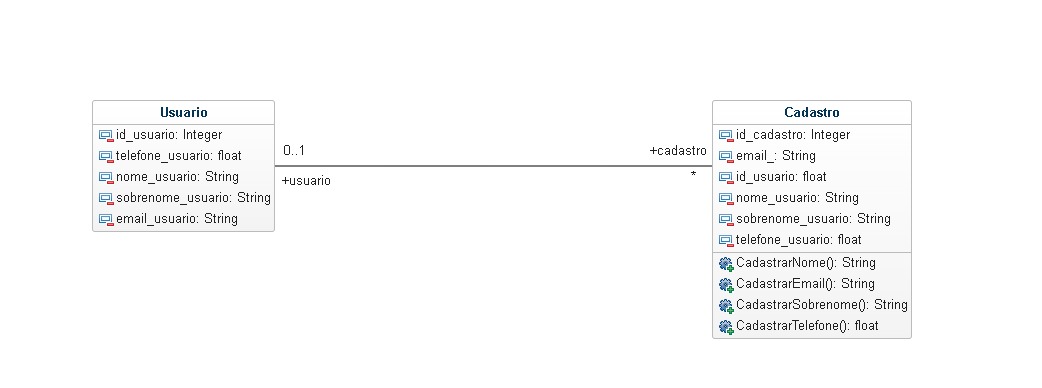 Usuario
id_usuario: Integer
telefone_usuario: float
nome_usuario: String
sobrenome_usuario: String
email_usuario: String
0..1
+usuario
+cadastro
*
Cadastro
id_cadastro: Integer
email_: String
id_usuario: float
nome_usuario: String
sobrenome_usuario: String
telefone_usuario: float
CadastrarNome(): String
CadastrarEmail(): String
CadastrarSobrenome(): String
CadastrarTelefone(): float